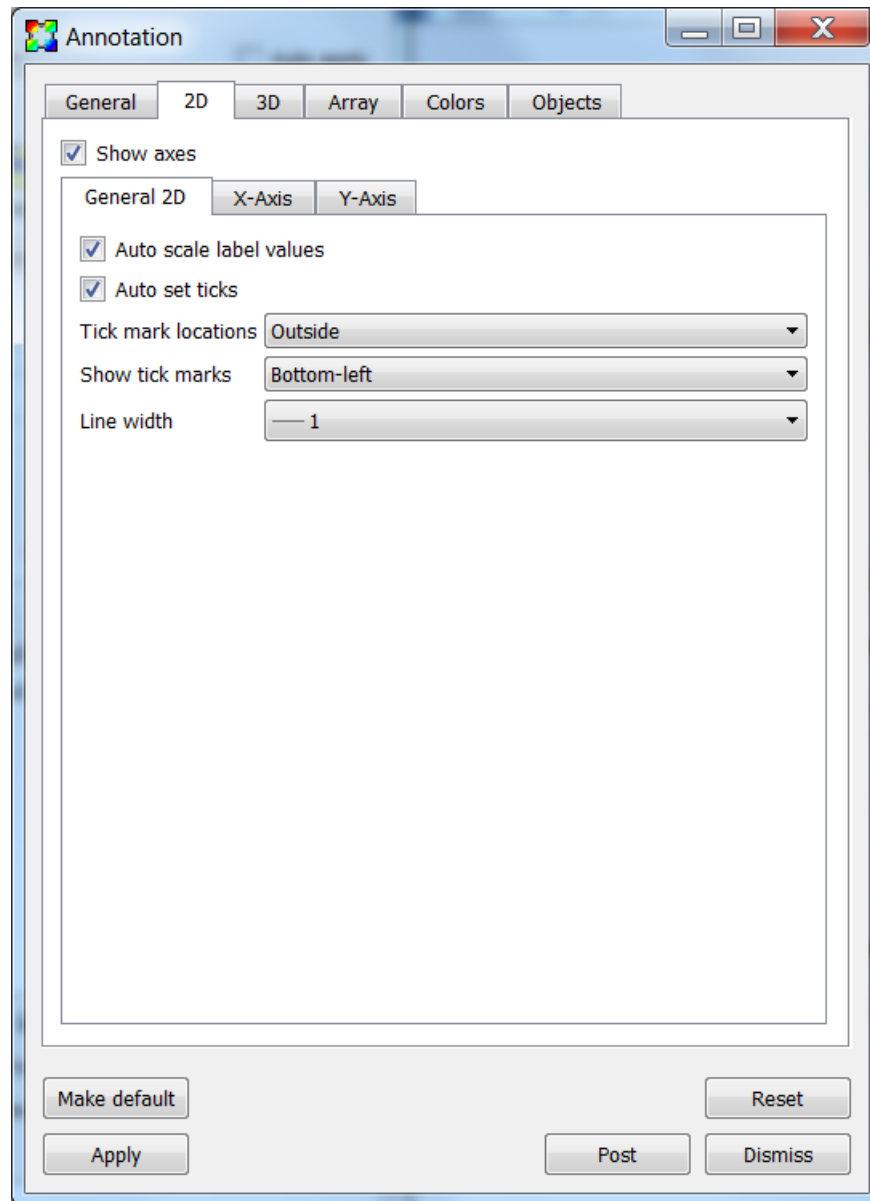 Annotation
General 2D 3D Array Colors Objects
Show axes
General 2D X-Axis Y-Axis
Auto scale label values
Auto set ticks
Tick mark locations Outside
Show tick marks Bottom-left
Line width 1
Make default Reset
Apply Post Dismiss